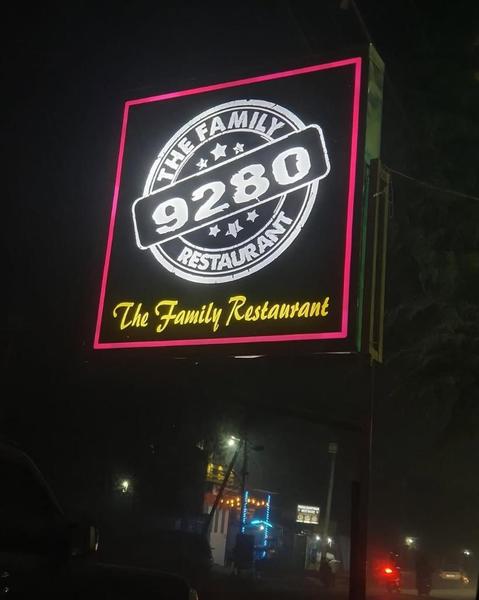 THE FAMILY
9280
RESTAURANT
The Family Restaurant